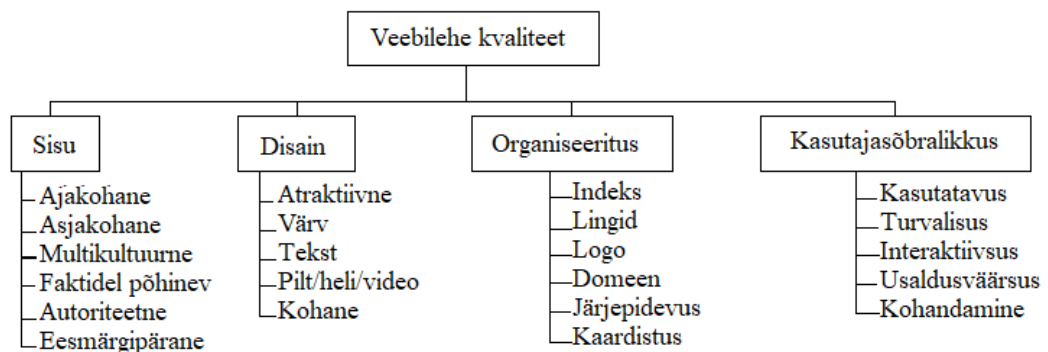 Veebilehe kvaliteet
Sisu
Ajakohane
Asjakohane
Multikultuurne
Faktidel põhinev
Autoriteetne
Eesmärgipärane
Disain
Atraktiivne
Värv
Tekst
Pilt/heli/video
Kohane
Organiseeritus
Indeks
Lingid
Logo
Domeen
Järjepidevus
Kaardistus
Kasutajasõbralikkus
Kasutatavus
Turvalisus
Interaktiivsus
Usaldusväärsus
Kohandamine